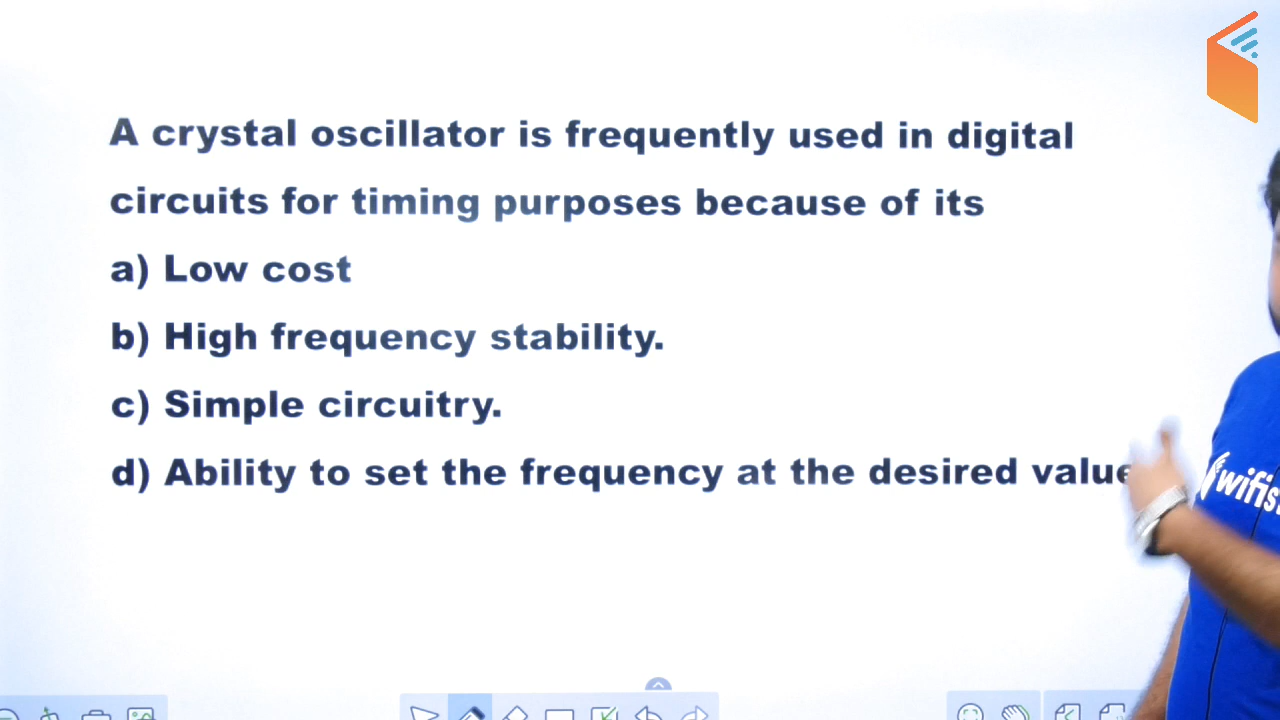 A crystal oscillator is frequently used in digital
circuits for timing purposes because of its
a) Low cost
b) High frequency stability.
c) Simple circuitry.
d) Ability to set the frequency at the desired value
wifis